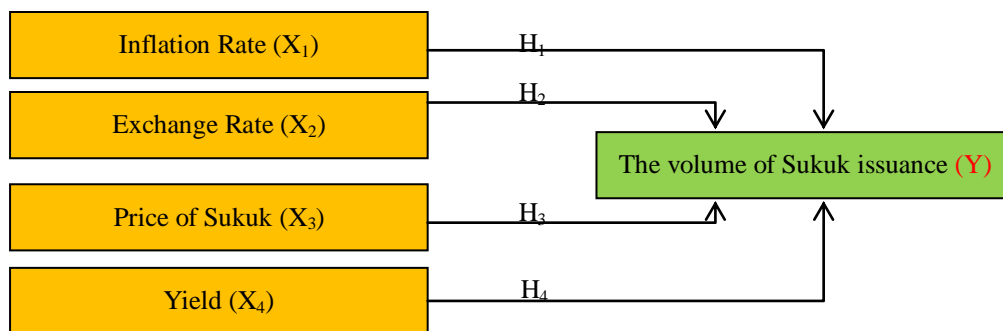 Inflation Rate (X₁)
H₁
Exchange Rate (X₂)
H₂
The volume of Sukuk issuance (Y)
Price of Sukuk (X₃)
H₃
Yield (X₄)
H₄